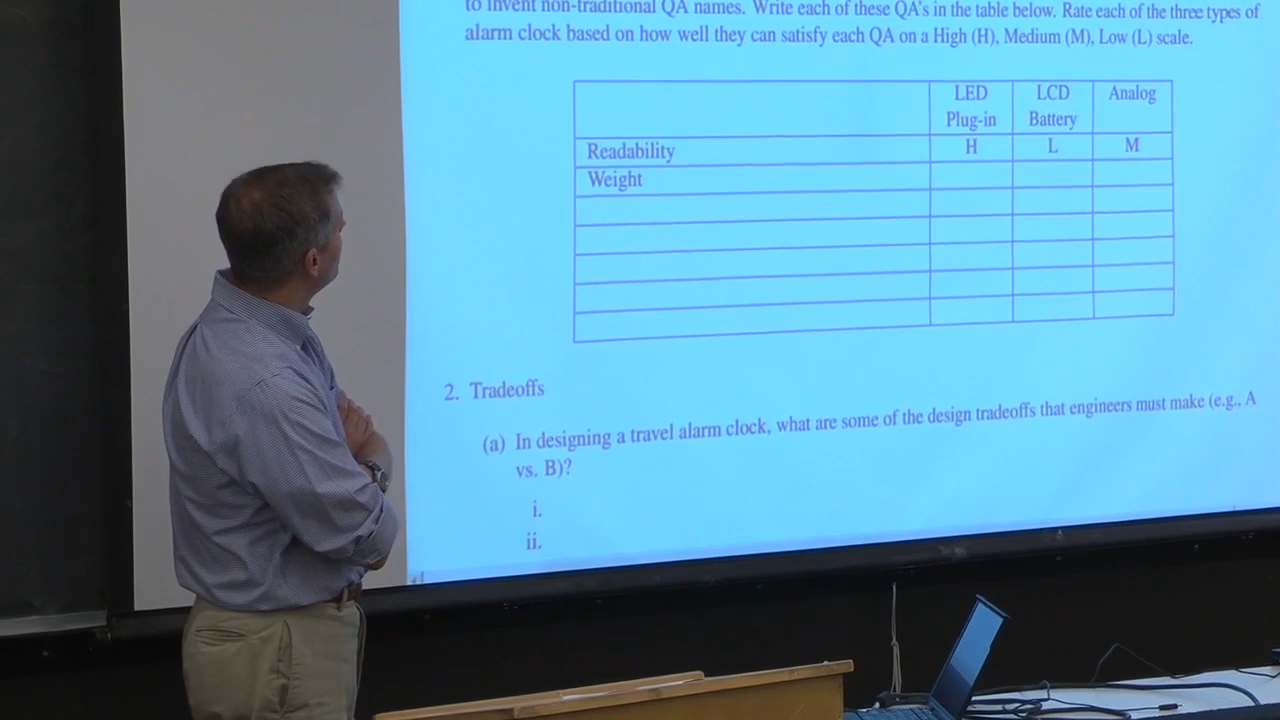 to invent non-traditional QA names. Write each of these QA's in the table below. Rate each of the three types of
alarm clock based on how well they can satisfy each QA on a High (H), Medium (M), Low (L) scale.
LED LCD Analog
Plug-in Battery
Readability H L M
Weight
2. Tradeoffs
(a) In designing a travel alarm clock, what are some of the design tradeoffs that engineers must make (e.g., A
vs. B)?
i.
ii.